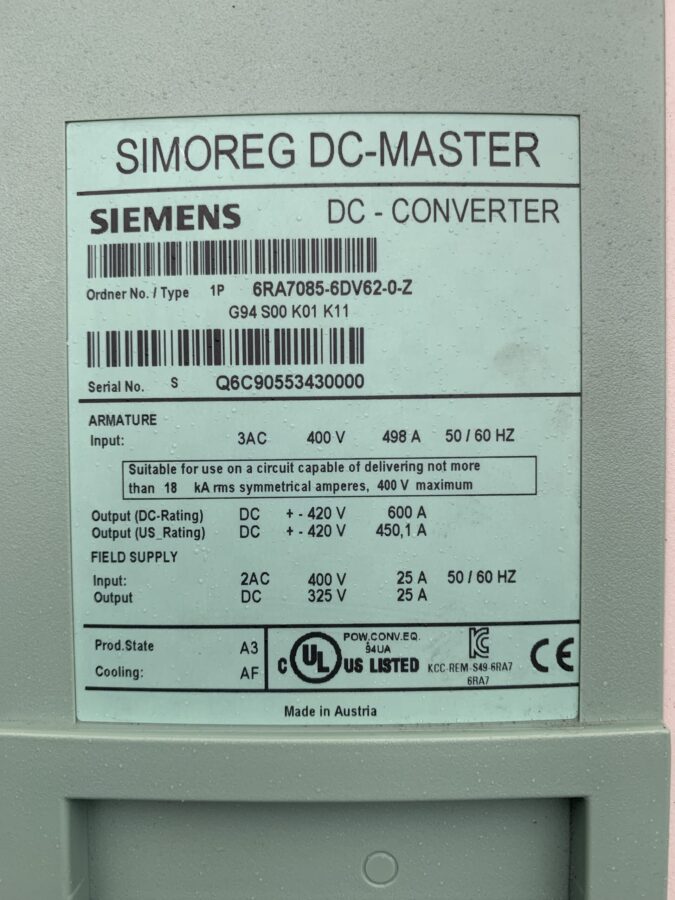 SIMOREG DC-MASTER
SIEMENS DC - CONVERTER
Ordner No. / Type 1P 6RA7085-6DV62-0-Z
G94 S00 K01 K11
Serial No. S Q6C90553430000
ARMATURE
Input: 3AC 400 V 498 A 50 / 60 HZ
Suitable for use on a circuit capable of delivering not more
than 18 kA rms symmetrical amperes, 400 V maximum
Output (DC-Rating) DC + - 420 V 600 A
Output (US_Rating) DC + - 420 V 450,1 A
FIELD SUPPLY
Input: 2AC 400 V 25 A 50 / 60 HZ
Output DC 325 V 25 A
Prod.State A3
Cooling: AF
POW.CONV.EQ.
94UA
C UL US LISTED
KCC-REM-S49-6RA7
6RA7
CE
Made in Austria